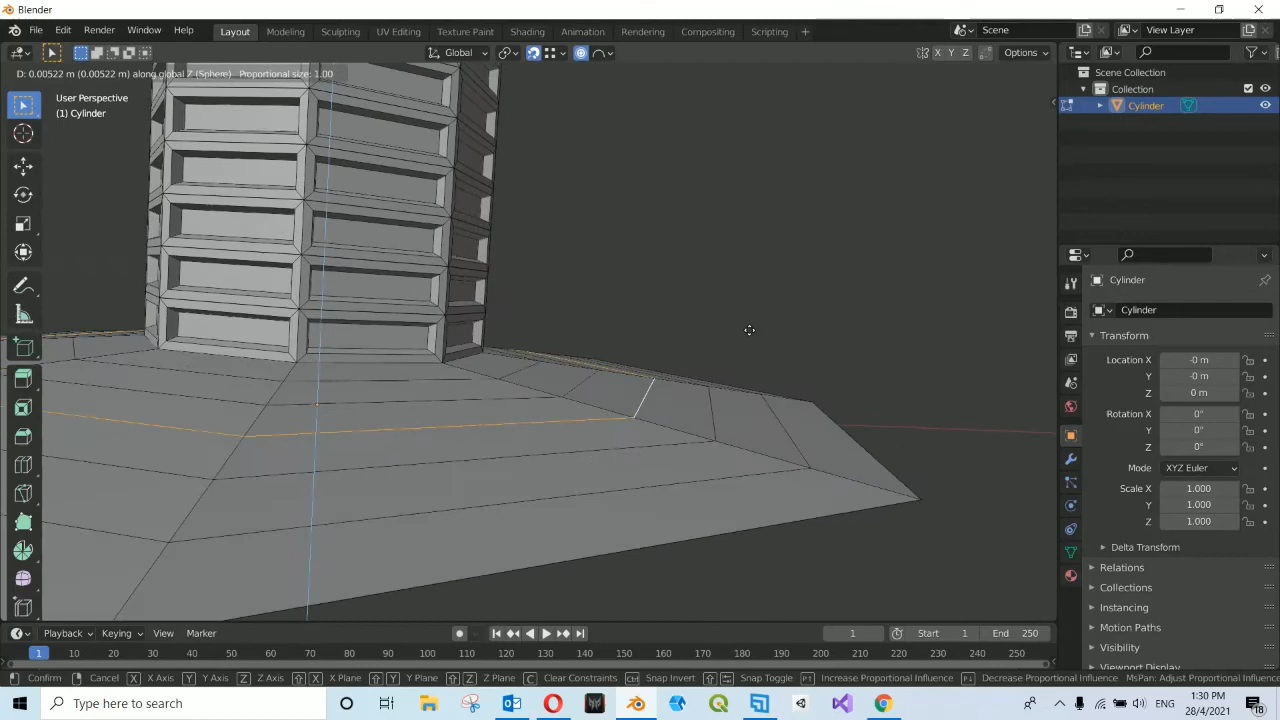 Blender
File Edit Render Window Help
Layout Modeling Sculpting UV Editing Texture Paint Shading Animation Rendering Compositing Scripting
Scene
View Layer
Global
X Y Z
Options
D: 0.00522 m (0.00522 m) along global Z (Sphere) Proportional size: 1.00
User Perspective
(1) Cylinder
Scene Collection
Collection
Cylinder
Cylinder
Cylinder
Transform
Location X -0 m
Y -0 m
Z 0 m
Rotation X 0°
Y 0°
Z 0°
Mode XYZ Euler
Scale X 1.000
Y 1.000
Z 1.000
Delta Transform
Relations
Collections
Instancing
Motion Paths
Visibility
Viewport Display
Playback Keying View Marker
1
Start 1
End 250
1 10 20 30 40 50 60 70 80 90 100 110 120 130 140 150 160 170 180 190 200 210 220 230 240 250
Confirm Cancel X X Axis Y Y Axis Z Z Axis X X Plane Y Y Plane Z Z Plane C Clear Constraints Ctrl Snap Invert Snap Toggle Increase Proportional Influence Decrease Proportional Influence MsPan: Adjust Proportional Influence
Type here to search
ENG
1:30 PM
28/4/2021
18